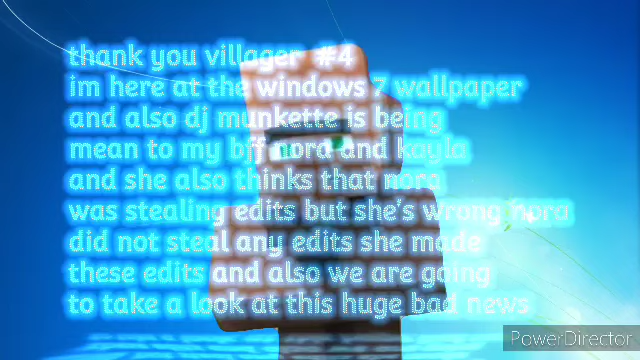 thank you villager #4
im here at the windows 7 wallpaper
and also dj munkette is being
mean to my bff nora and kayla
and she also thinks that nora
was stealing edits but she's wrong nora
did not steal any edits she made
these edits and also we are going
to take a look at this huge bad news
PowerDirector